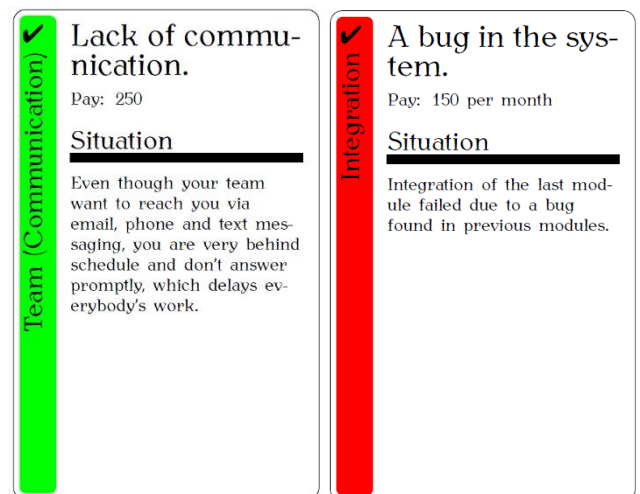 ✔ Team (Communication)
Lack of commu-
nication.
Pay: 250
Situation
Even though your team
want to reach you via
email, phone and text mes-
saging, you are very behind
schedule and don't answer
promptly, which delays ev-
erybody's work.
✔ Integration
A bug in the sys-
tem.
Pay: 150 per month
Situation
Integration of the last mod-
ule failed due to a bug
found in previous modules.